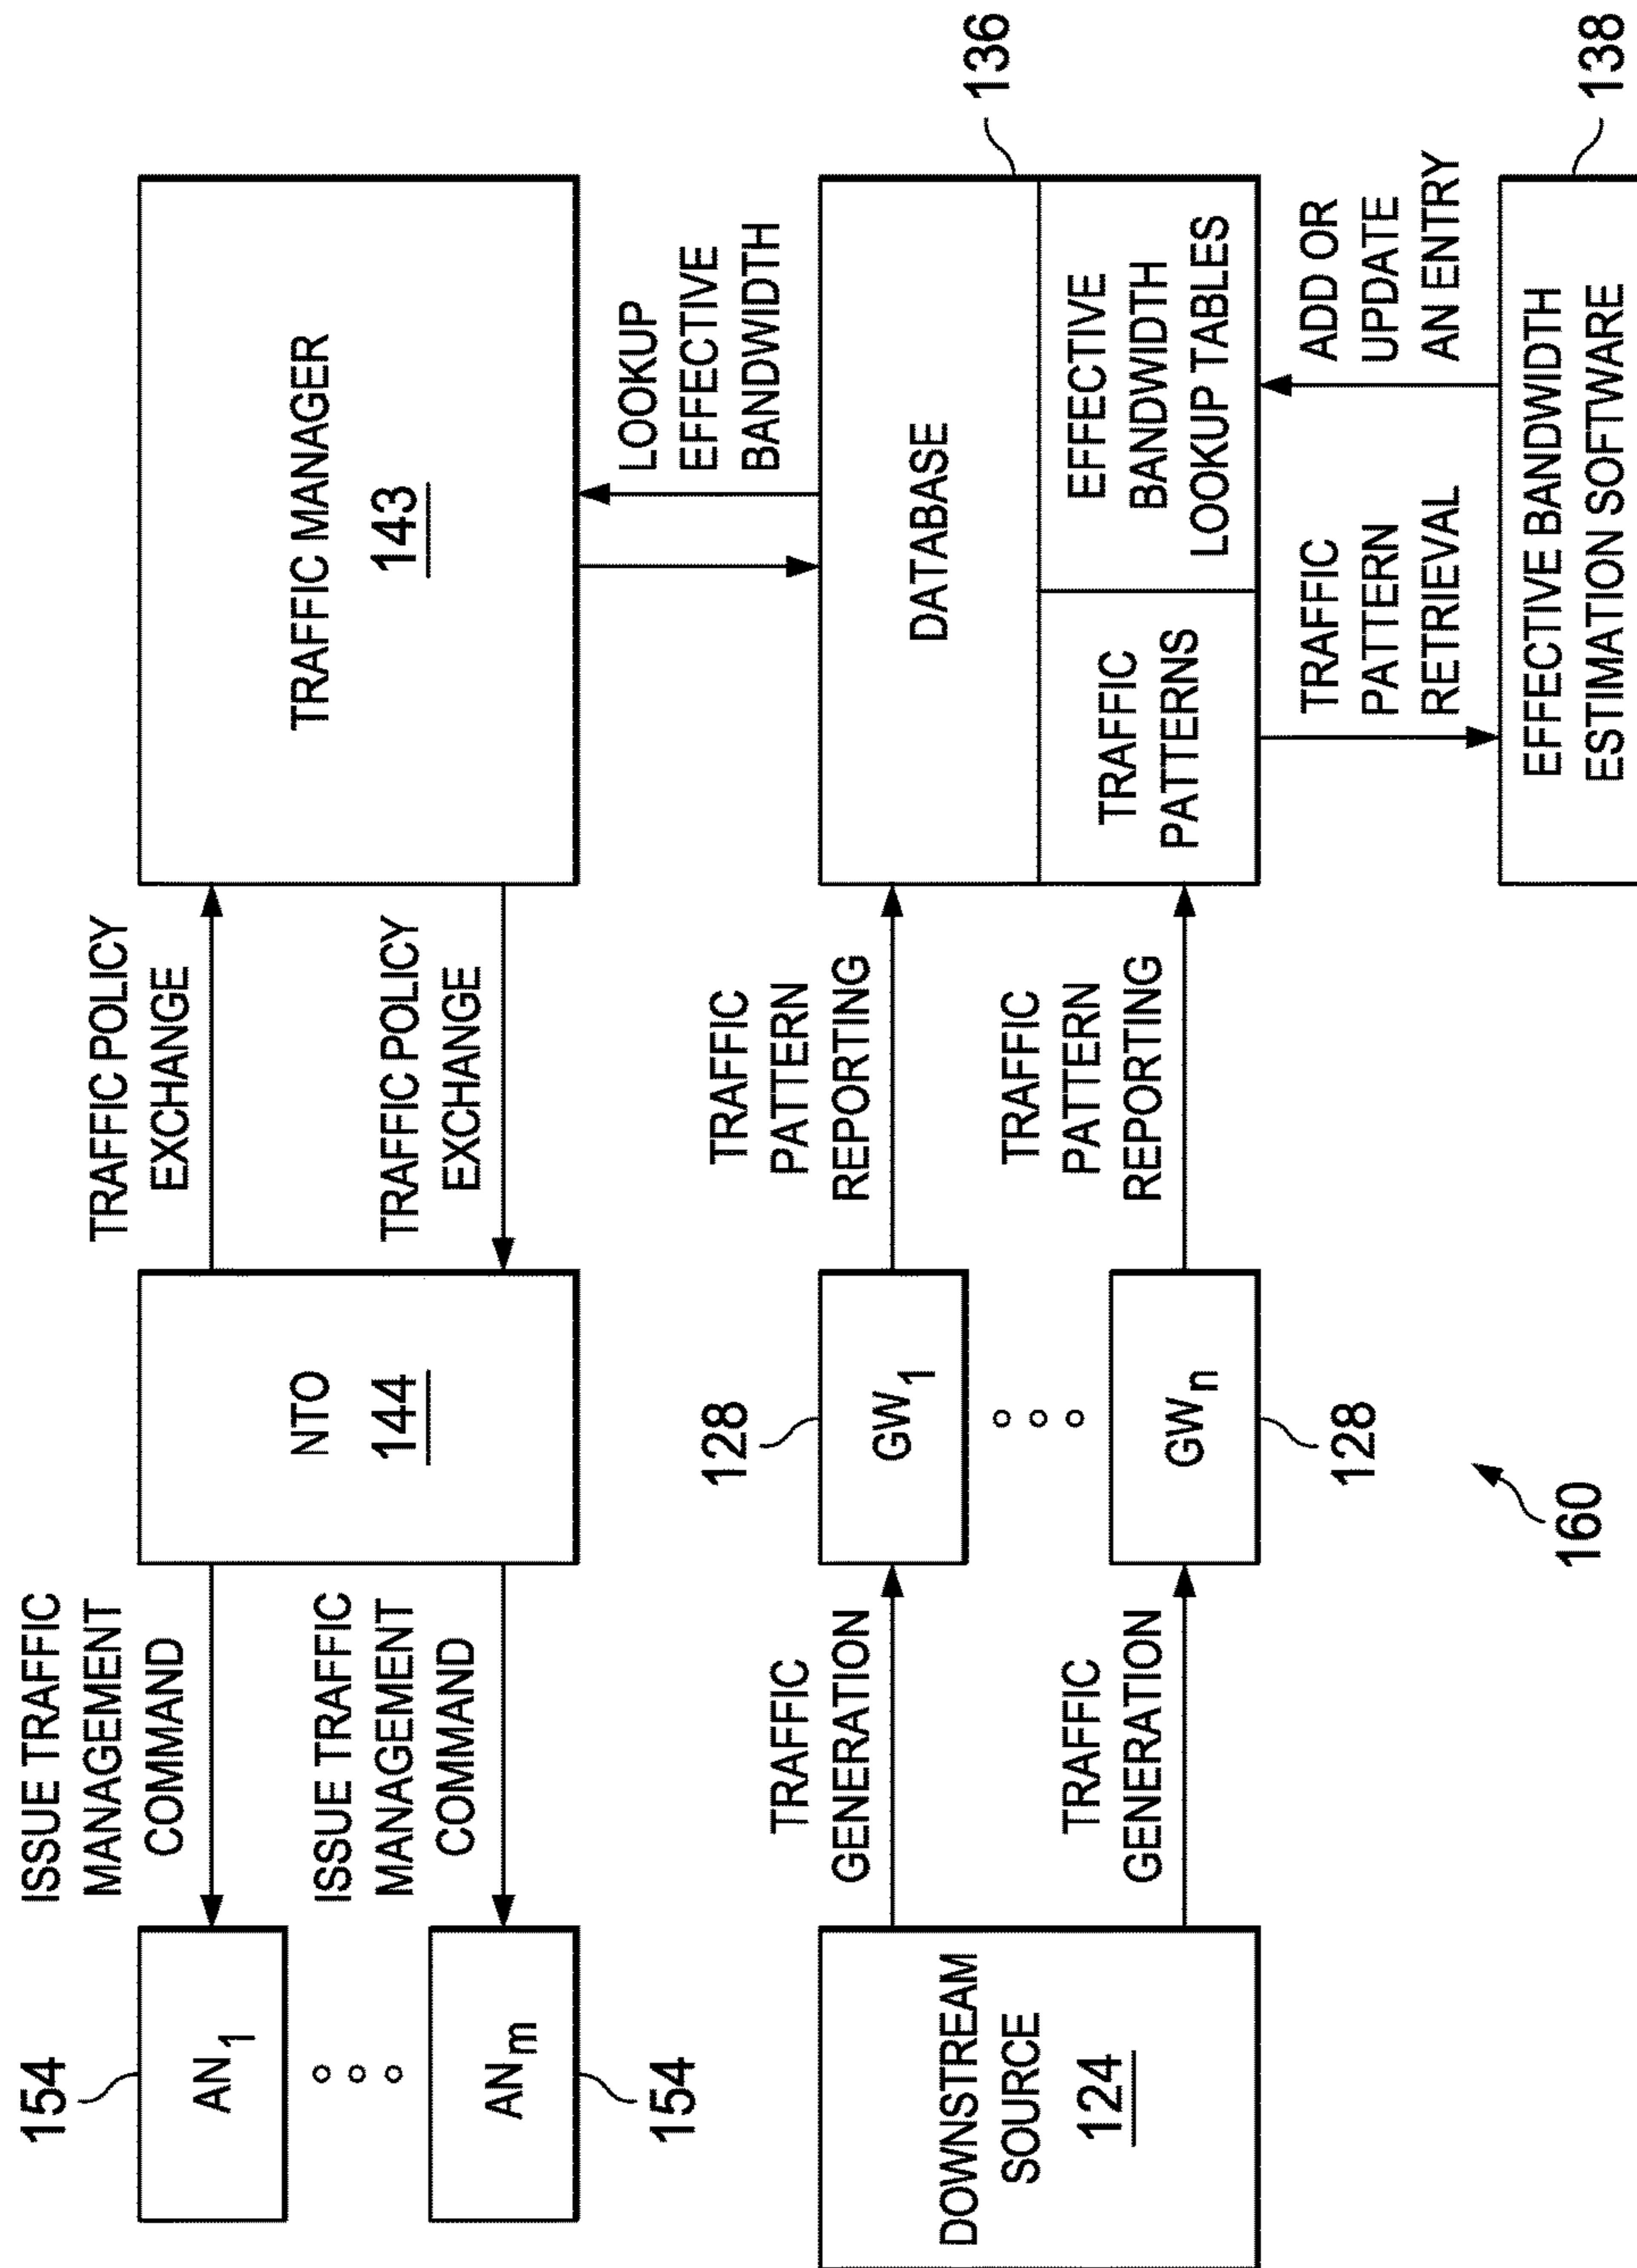 154
AN1
ISSUE TRAFFIC
MANAGEMENT
COMMAND
NTO
144
TRAFFIC POLICY
EXCHANGE
TRAFFIC MANAGER
143
ANm
154
ISSUE TRAFFIC
MANAGEMENT
COMMAND
TRAFFIC POLICY
EXCHANGE
LOOKUP
EFFECTIVE
BANDWIDTH
DOWNSTREAM
SOURCE
124
TRAFFIC
GENERATION
128
GW1
TRAFFIC
PATTERN
REPORTING
DATABASE
136
TRAFFIC
GENERATION
GWn
128
TRAFFIC
PATTERN
REPORTING
TRAFFIC
PATTERNS
EFFECTIVE
BANDWIDTH
LOOKUP TABLES
160
TRAFFIC
PATTERN
RETRIEVAL
ADD OR
UPDATE
AN ENTRY
EFFECTIVE BANDWIDTH
ESTIMATION SOFTWARE
138